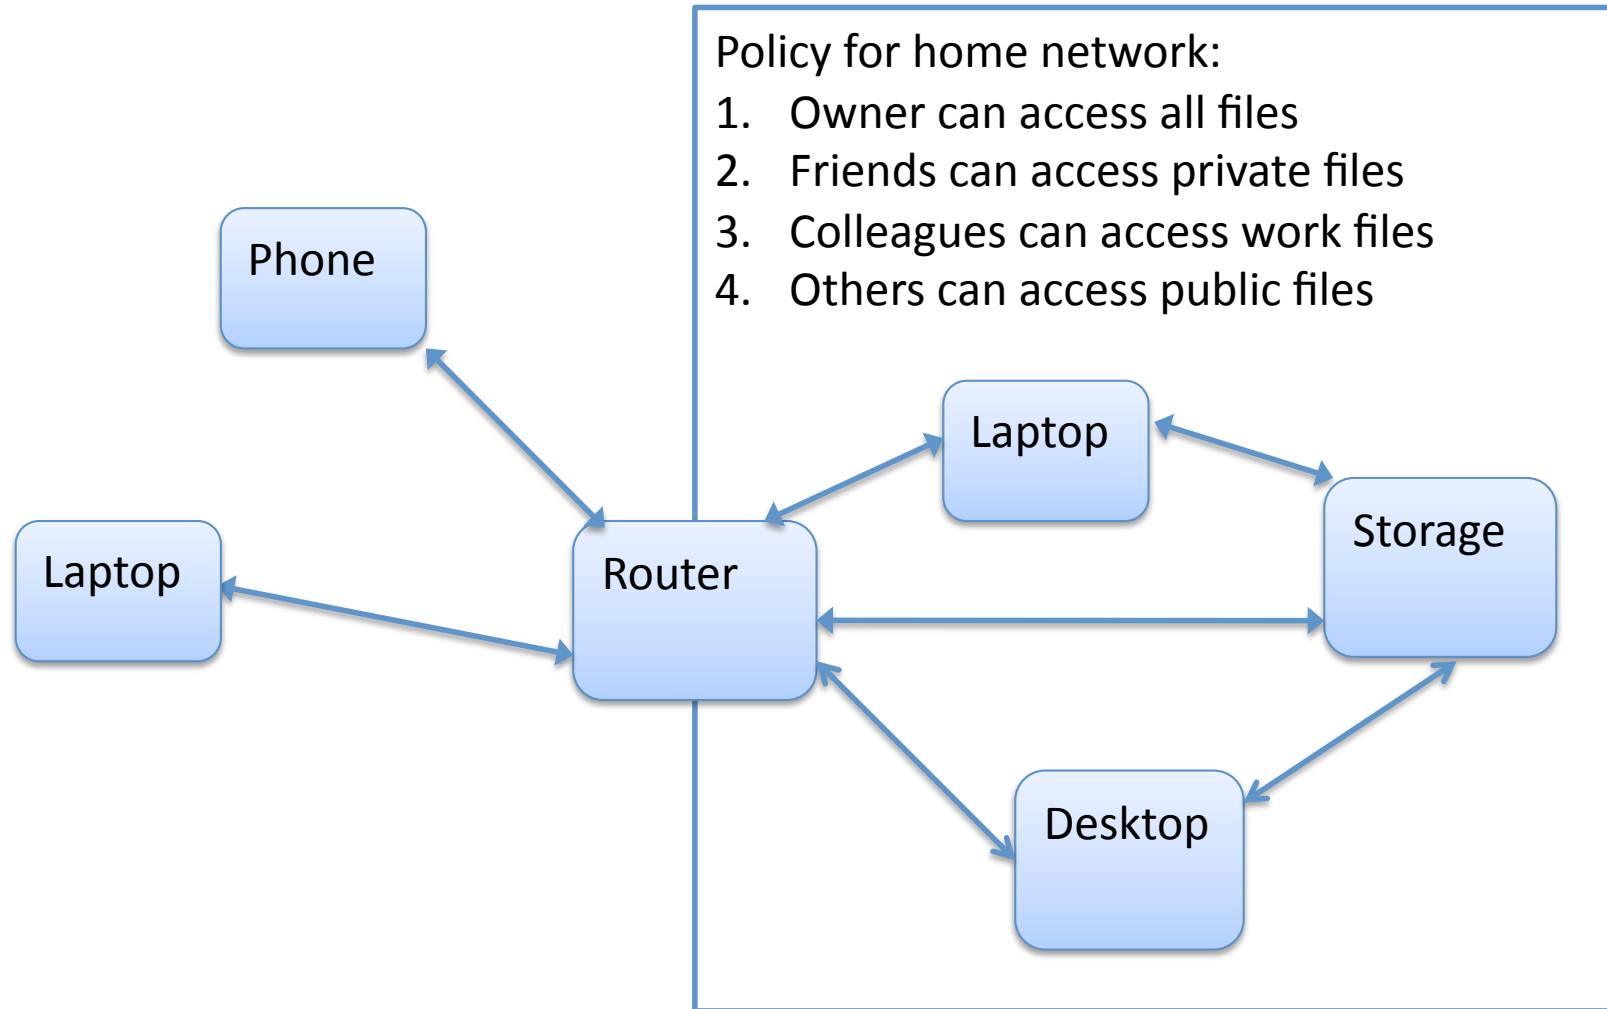 Policy for home network:
1. Owner can access all files
2. Friends can access private files
3. Colleagues can access work files
4. Others can access public files
Phone
Laptop
Laptop
Storage
Router
Desktop